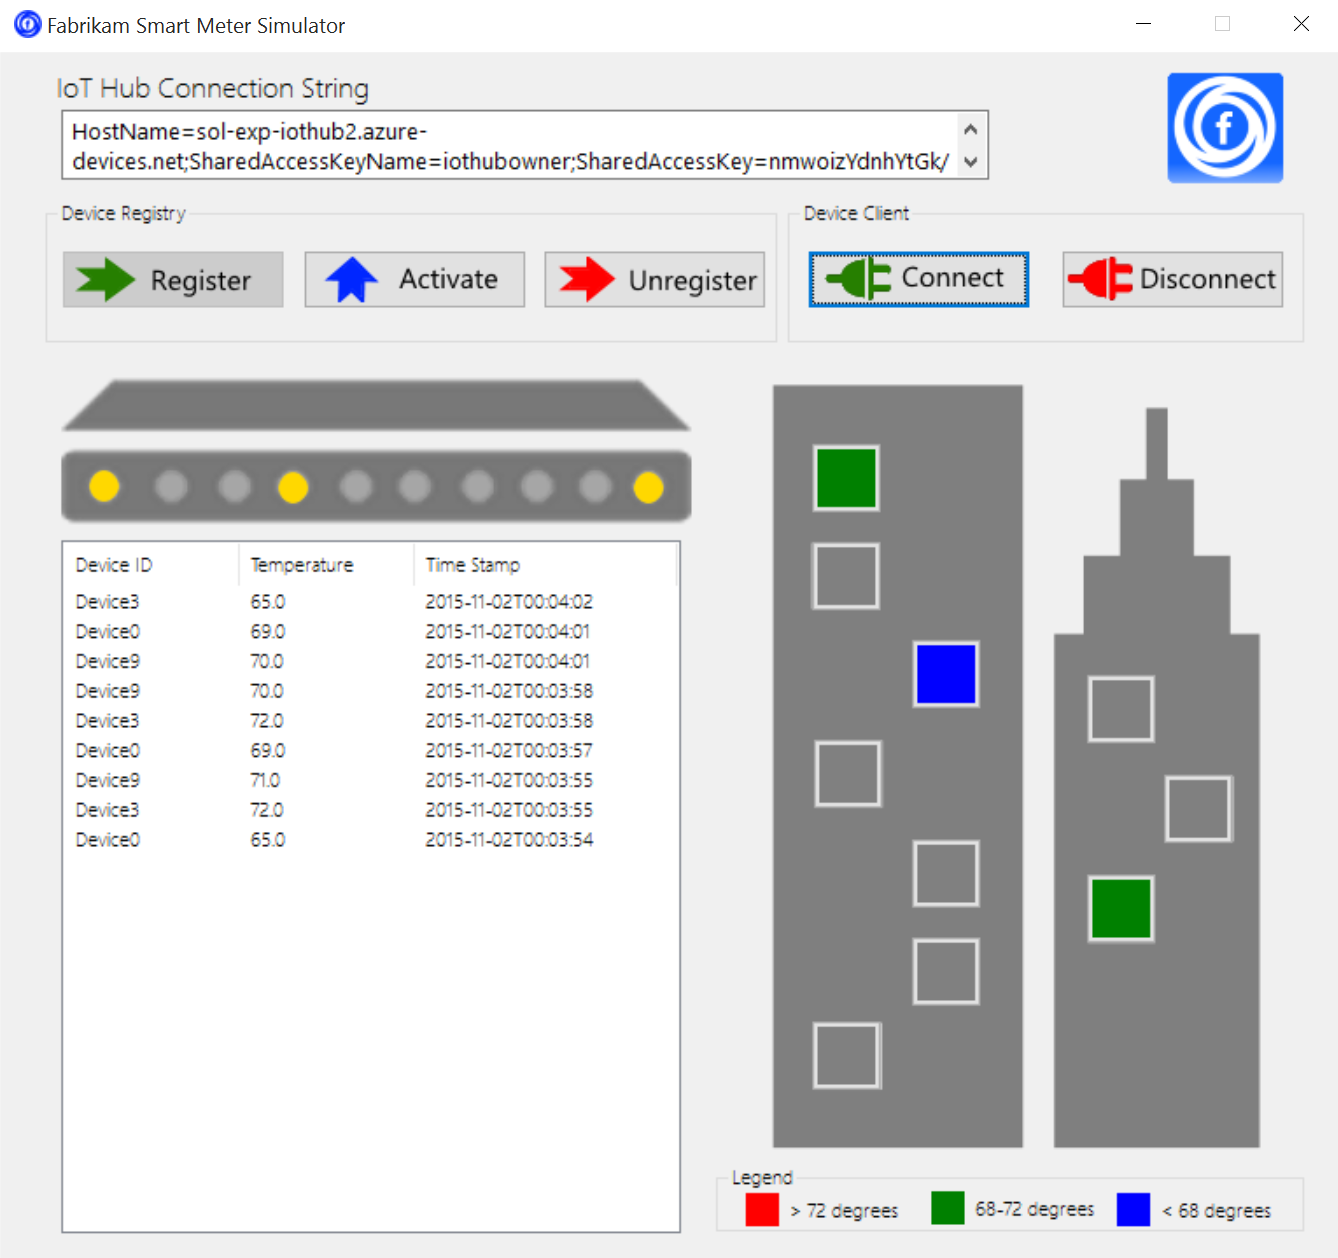 Fabrikam Smart Meter Simulator
IoT Hub Connection String
HostName=sol-exp-iothub2.azure-
devices.net;SharedAccessKeyName=iothubowner;SharedAccessKey=nmwoizYdnhYtGk/
f
Device Registry
Device Client
Register
Activate
Unregister
Connect
Disconnect
Device ID Temperature Time Stamp
Device3 65.0 2015-11-02T00:04:02
Device0 69.0 2015-11-02T00:04:01
Device9 70.0 2015-11-02T00:04:01
Device9 70.0 2015-11-02T00:03:58
Device3 72.0 2015-11-02T00:03:58
Device0 69.0 2015-11-02T00:03:57
Device9 71.0 2015-11-02T00:03:55
Device3 72.0 2015-11-02T00:03:55
Device0 65.0 2015-11-02T00:03:54
Legend
> 72 degrees
68-72 degrees
< 68 degrees